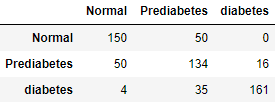 Normal Prediabetes diabetes
Normal 150 50 0
Prediabetes 50 134 16
diabetes 4 35 161